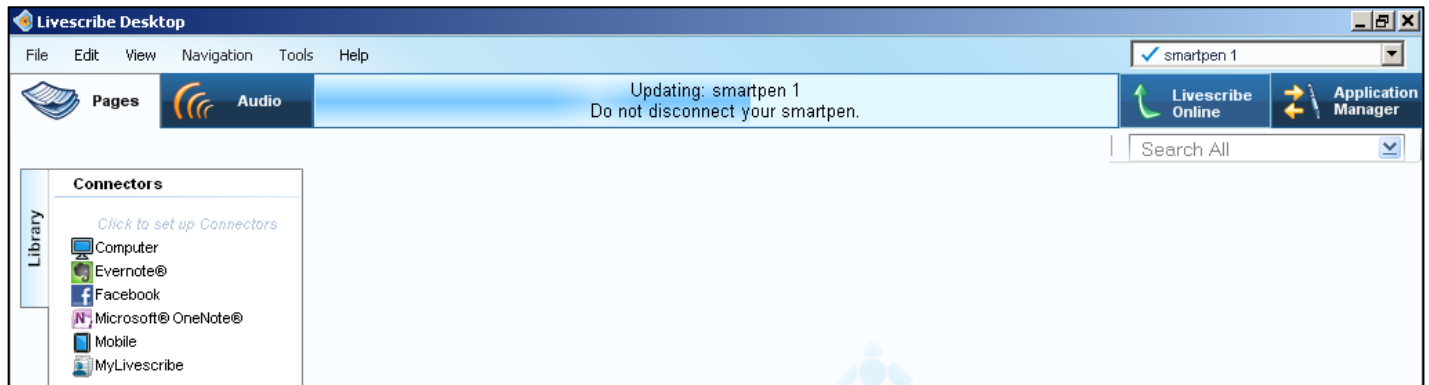 Livescribe Desktop
File Edit View Navigation Tools Help
smartpen 1
Pages
Audio
Updating: smartpen 1
Do not disconnect your smartpen.
Livescribe
Online
Application
Manager
Search All
Library
Connectors
Click to set up Connectors
Computer
Evernote®
Facebook
Microsoft® OneNote®
Mobile
MyLivescribe